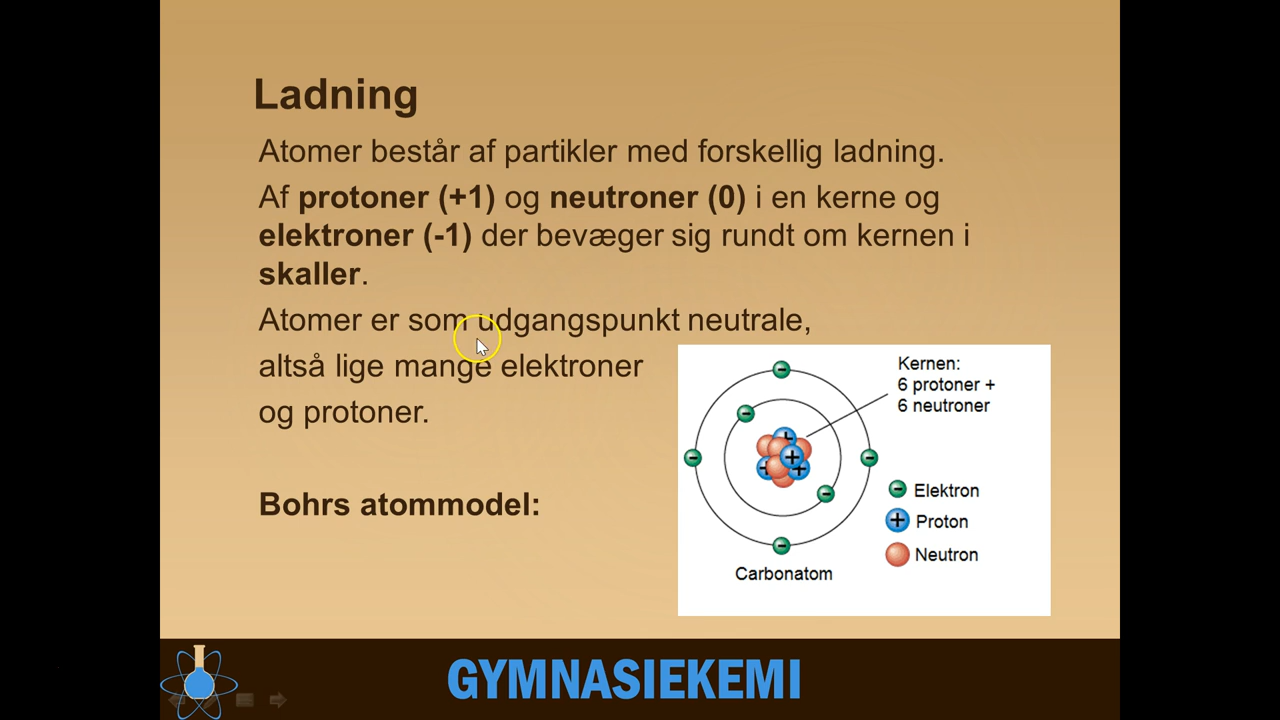 Ladning
Atomer består af partikler med forskellig ladning.
Af protoner (+1) og neutroner (0) i en kerne og
elektroner (-1) der bevæger sig rundt om kernen i
skaller.
Atomer er som udgangspunkt neutrale,
altså lige mange elektroner
og protoner.
Bohrs atommodel:
Kernen:
6 protoner +
6 neutroner
Elektron
Proton
Neutron
Carbonatom
GYMNASIEKEMI